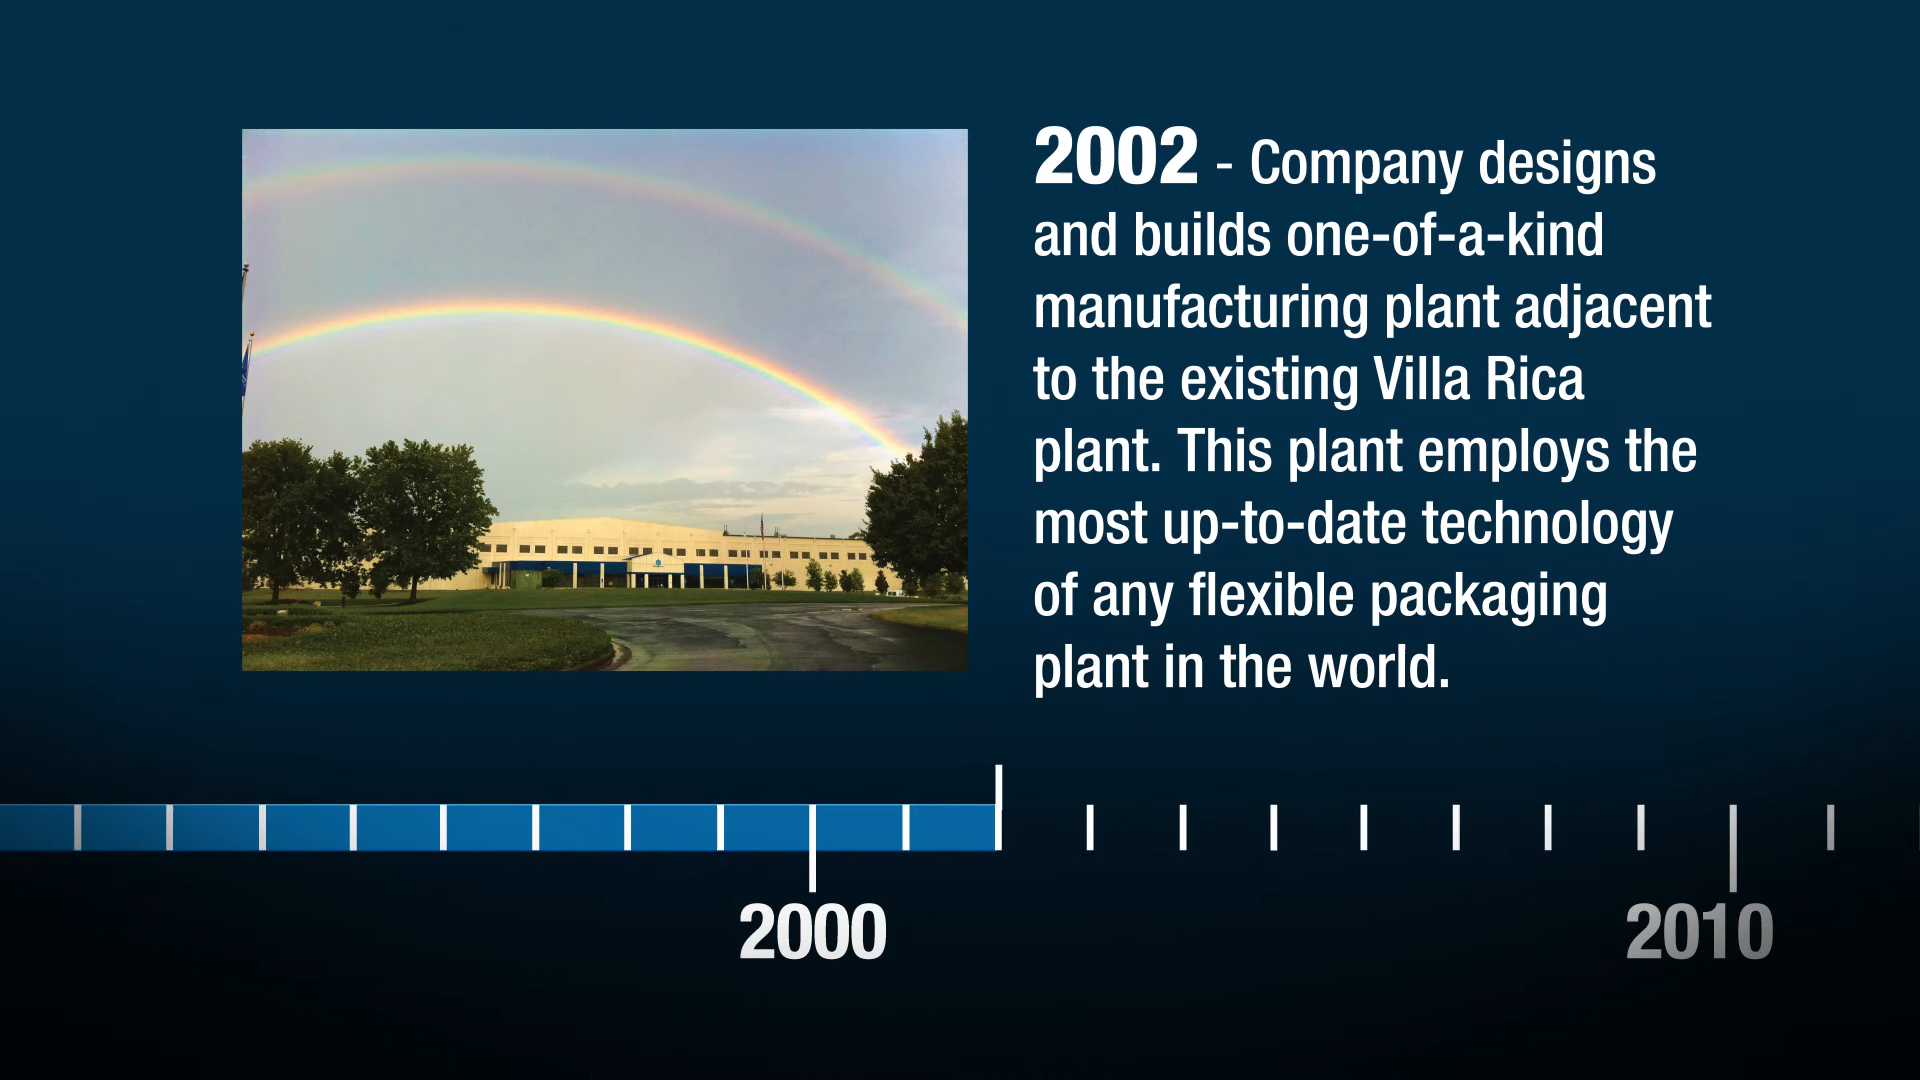 2002 - Company designs
and builds one-of-a-kind
manufacturing plant adjacent
to the existing Villa Rica
plant. This plant employs the
most up-to-date technology
of any flexible packaging
plant in the world.
2000
2010